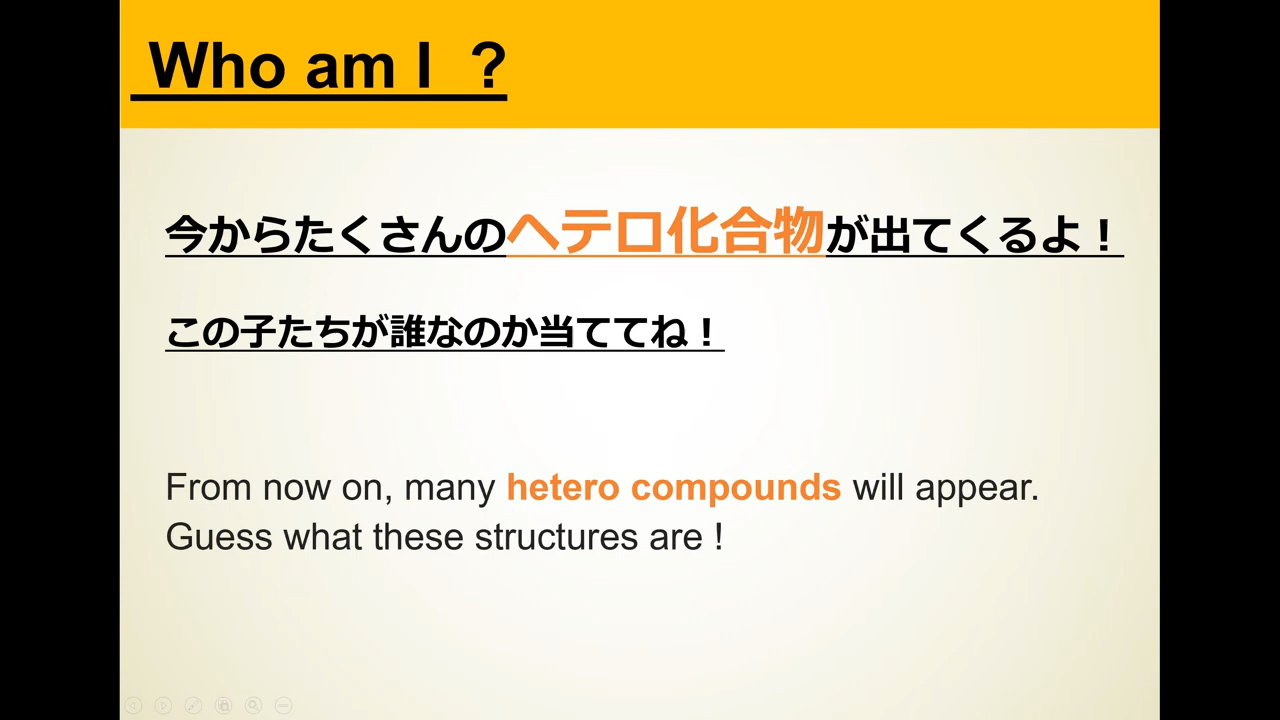 Who am I ?
今からたくさんのヘテロ化合物が出てくるよ！
この子たちが誰なのか当ててね！
From now on, many hetero compounds will appear.
Guess what these structures are !